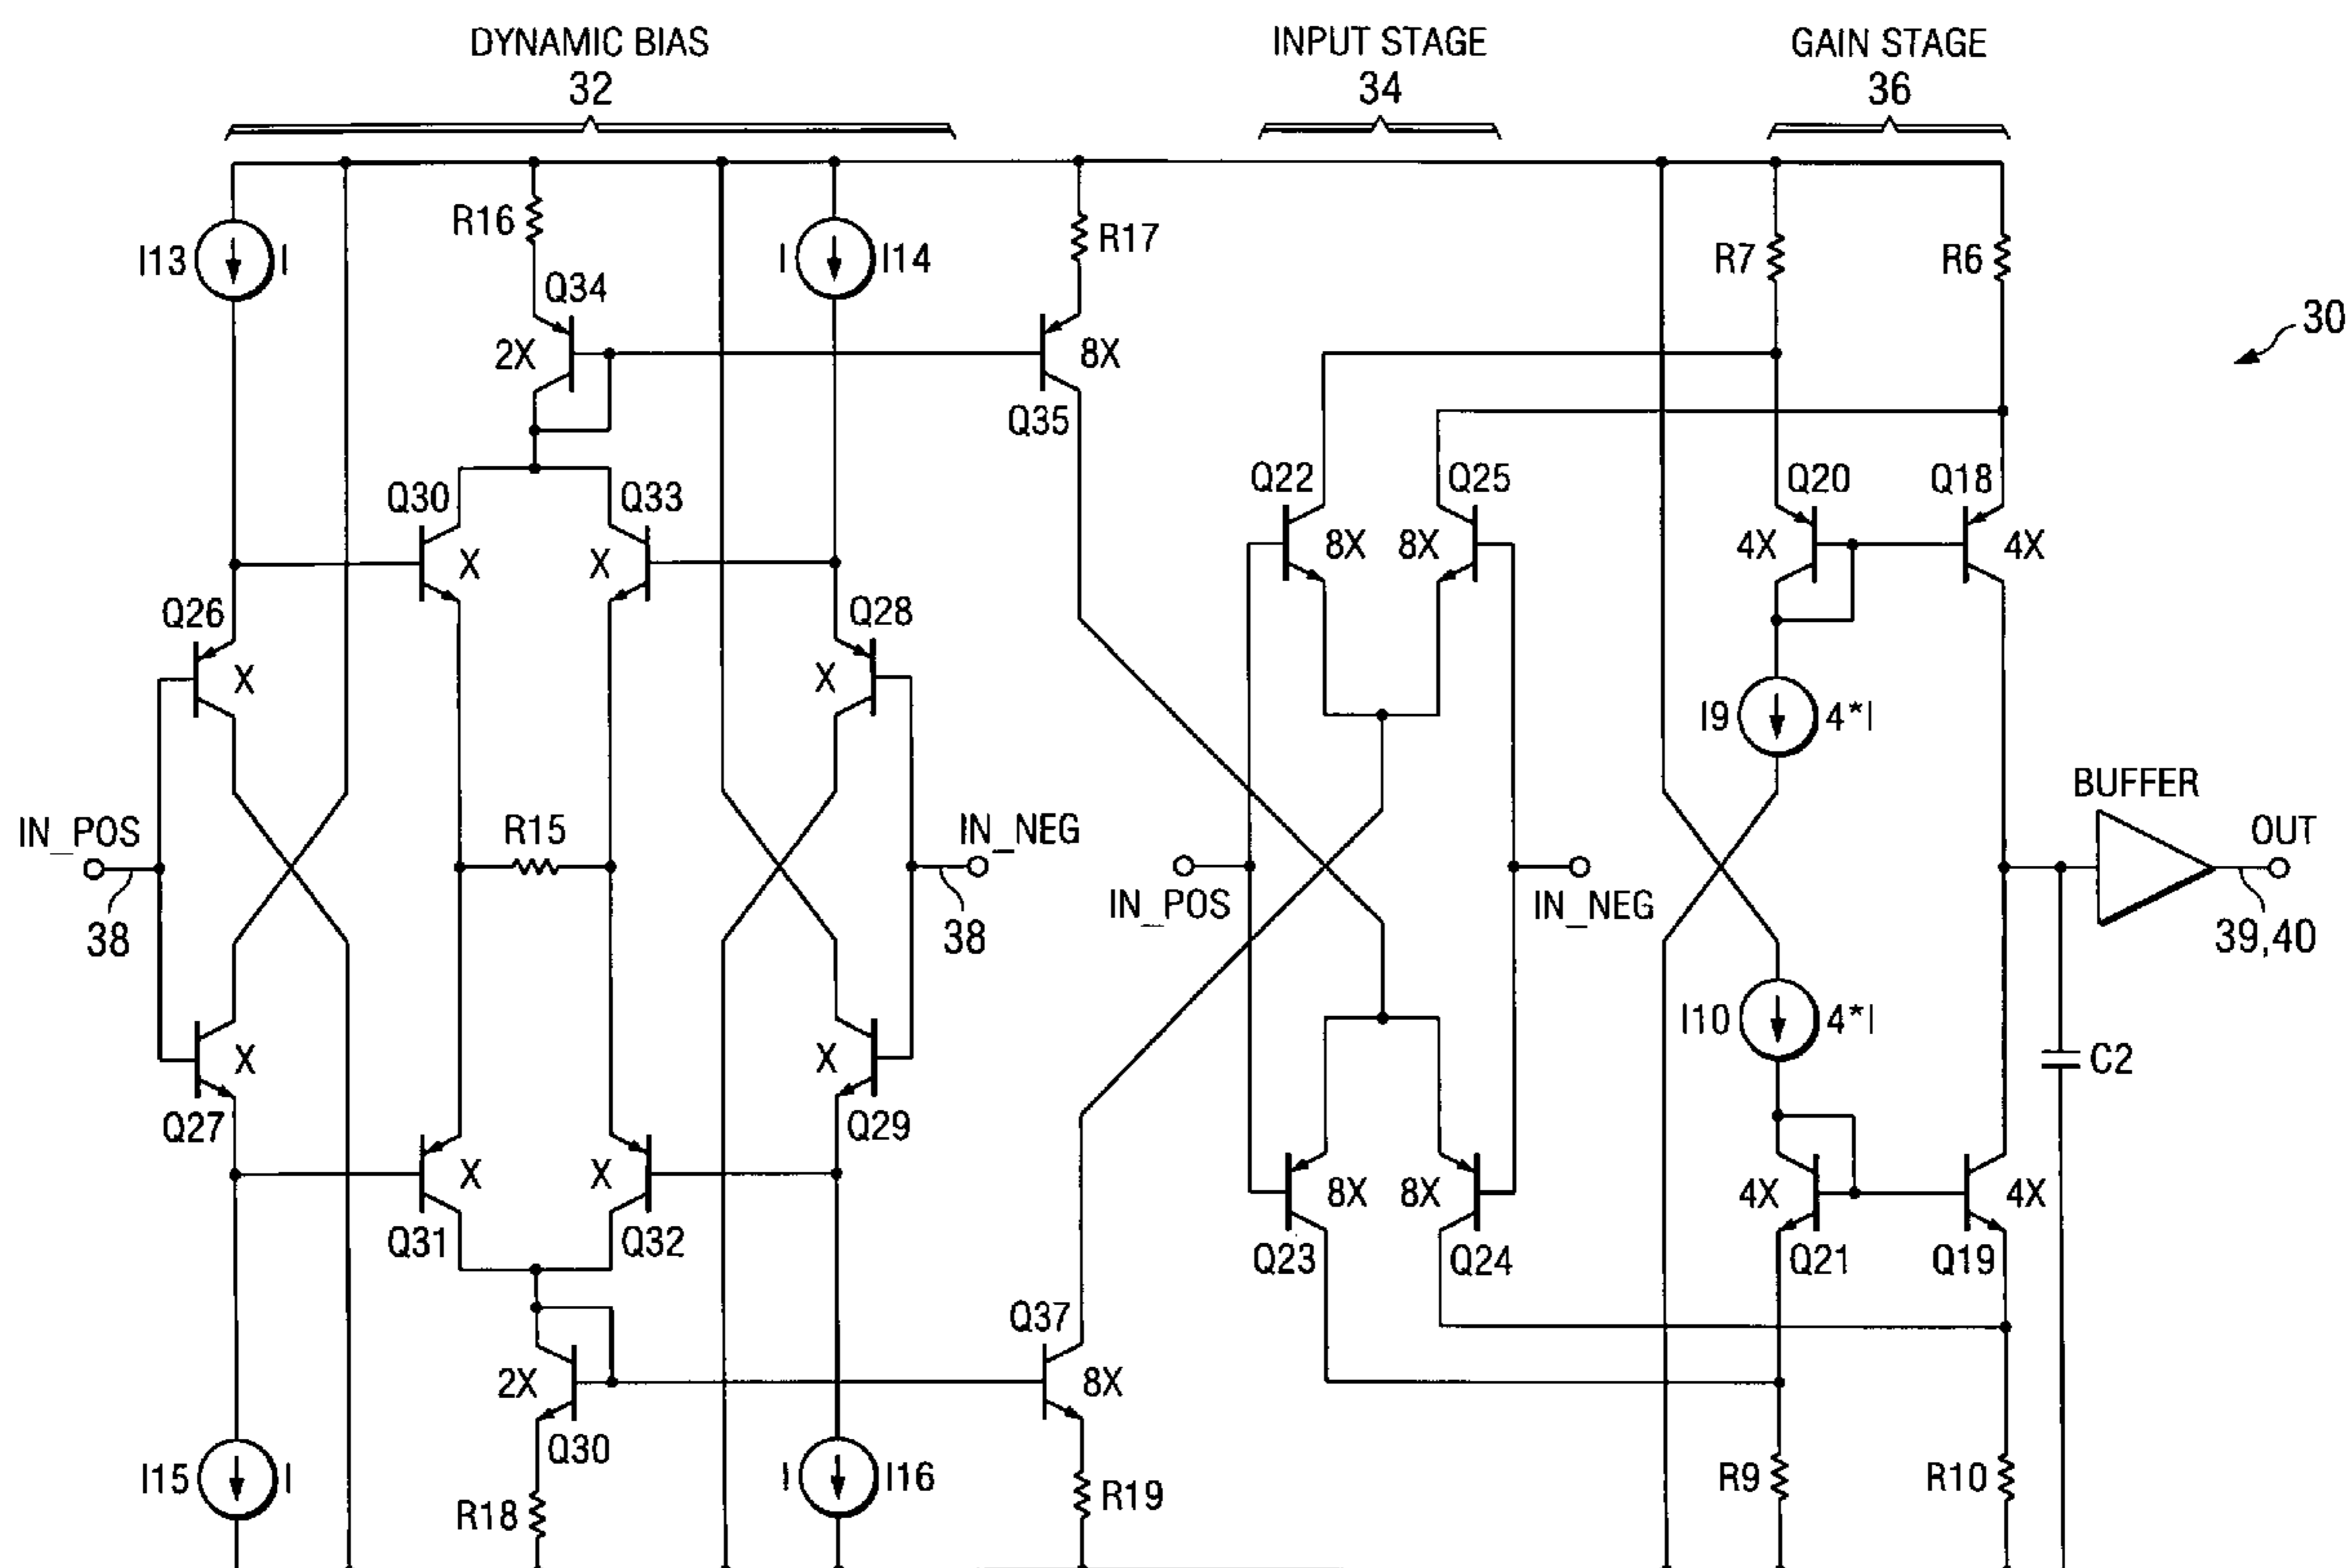 DYNAMIC BIAS
32
INPUT STAGE
34
GAIN STAGE
36
R16
R17
I13
I
I
I14
R7
R6
Q34
2X
8X
Q35
30
Q30
Q33
X
X
Q22
8X
Q25
8X
Q20
4X
Q18
4X
Q26
X
Q28
X
I9
4*I
BUFFER
IN_POS
38
R15
IN_NEG
38
IN_POS
IN_NEG
OUT
39,40
I10
4*I
C2
X
Q27
X
Q29
X
Q31
X
Q32
8X
Q23
8X
Q24
4X
Q21
4X
Q19
Q37
8X
2X
Q30
I15
I
I
I16
R18
R19
R9
R10